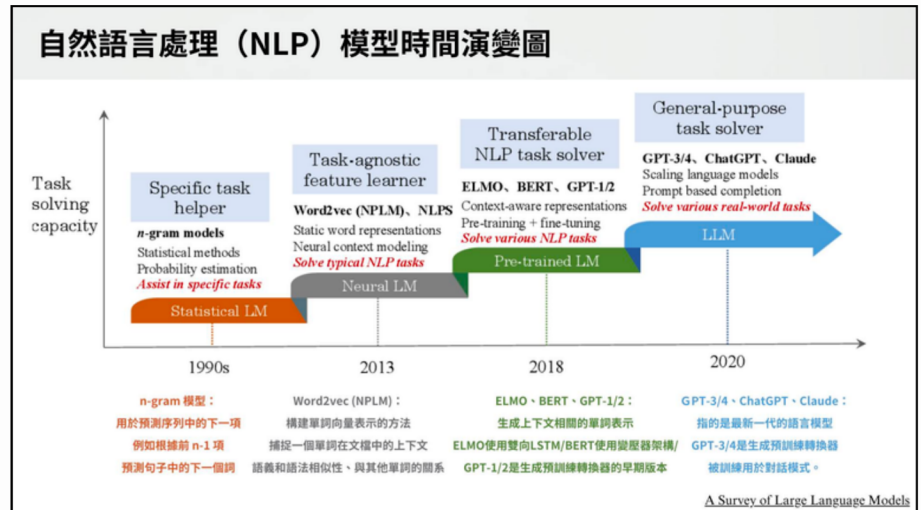 自然語言處理（NLP）模型時間演變圖
Task
solving
capacity
Specific task
helper
n-gram models
Statistical methods
Probability estimation
Assist in specific tasks
Statistical LM
1990s
Task-agnostic
feature learner
Word2vec (NPLM)、NLPS
Static word representations
Neural context modeling
Solve typical NLP tasks
Neural LM
2013
Transferable
NLP task solver
ELMO、BERT、GPT-1/2
Context-aware representations
Pre-training + fine-tuning
Solve various NLP tasks
Pre-trained LM
2018
General-purpose
task solver
GPT-3/4、ChatGPT、Claude
Scaling language models
Prompt based completion
Solve various real-world tasks
LLM
2020
n-gram 模型：
用於預測序列中的下一項
例如根據前 n-1 項
預測句子中的下一個詞
Word2vec (NPLM)：
構建單詞向量表示的方法
捕捉一個單詞在文檔中的上下文
語義和語法相似性、與其他單詞的關係
ELMO、BERT、GPT-1/2：
生成上下文相關的單詞表示
ELMO使用雙向LSTM/BERT使用變壓器架構/
GPT-1/2是生成預訓練轉換器的早期版本
GPT-3/4、ChatGPT、Claude：
指的是最新一代的語言模型
GPT-3/4是生成預訓練轉換器
被訓練用於對話模式。
A Survey of Large Language Models